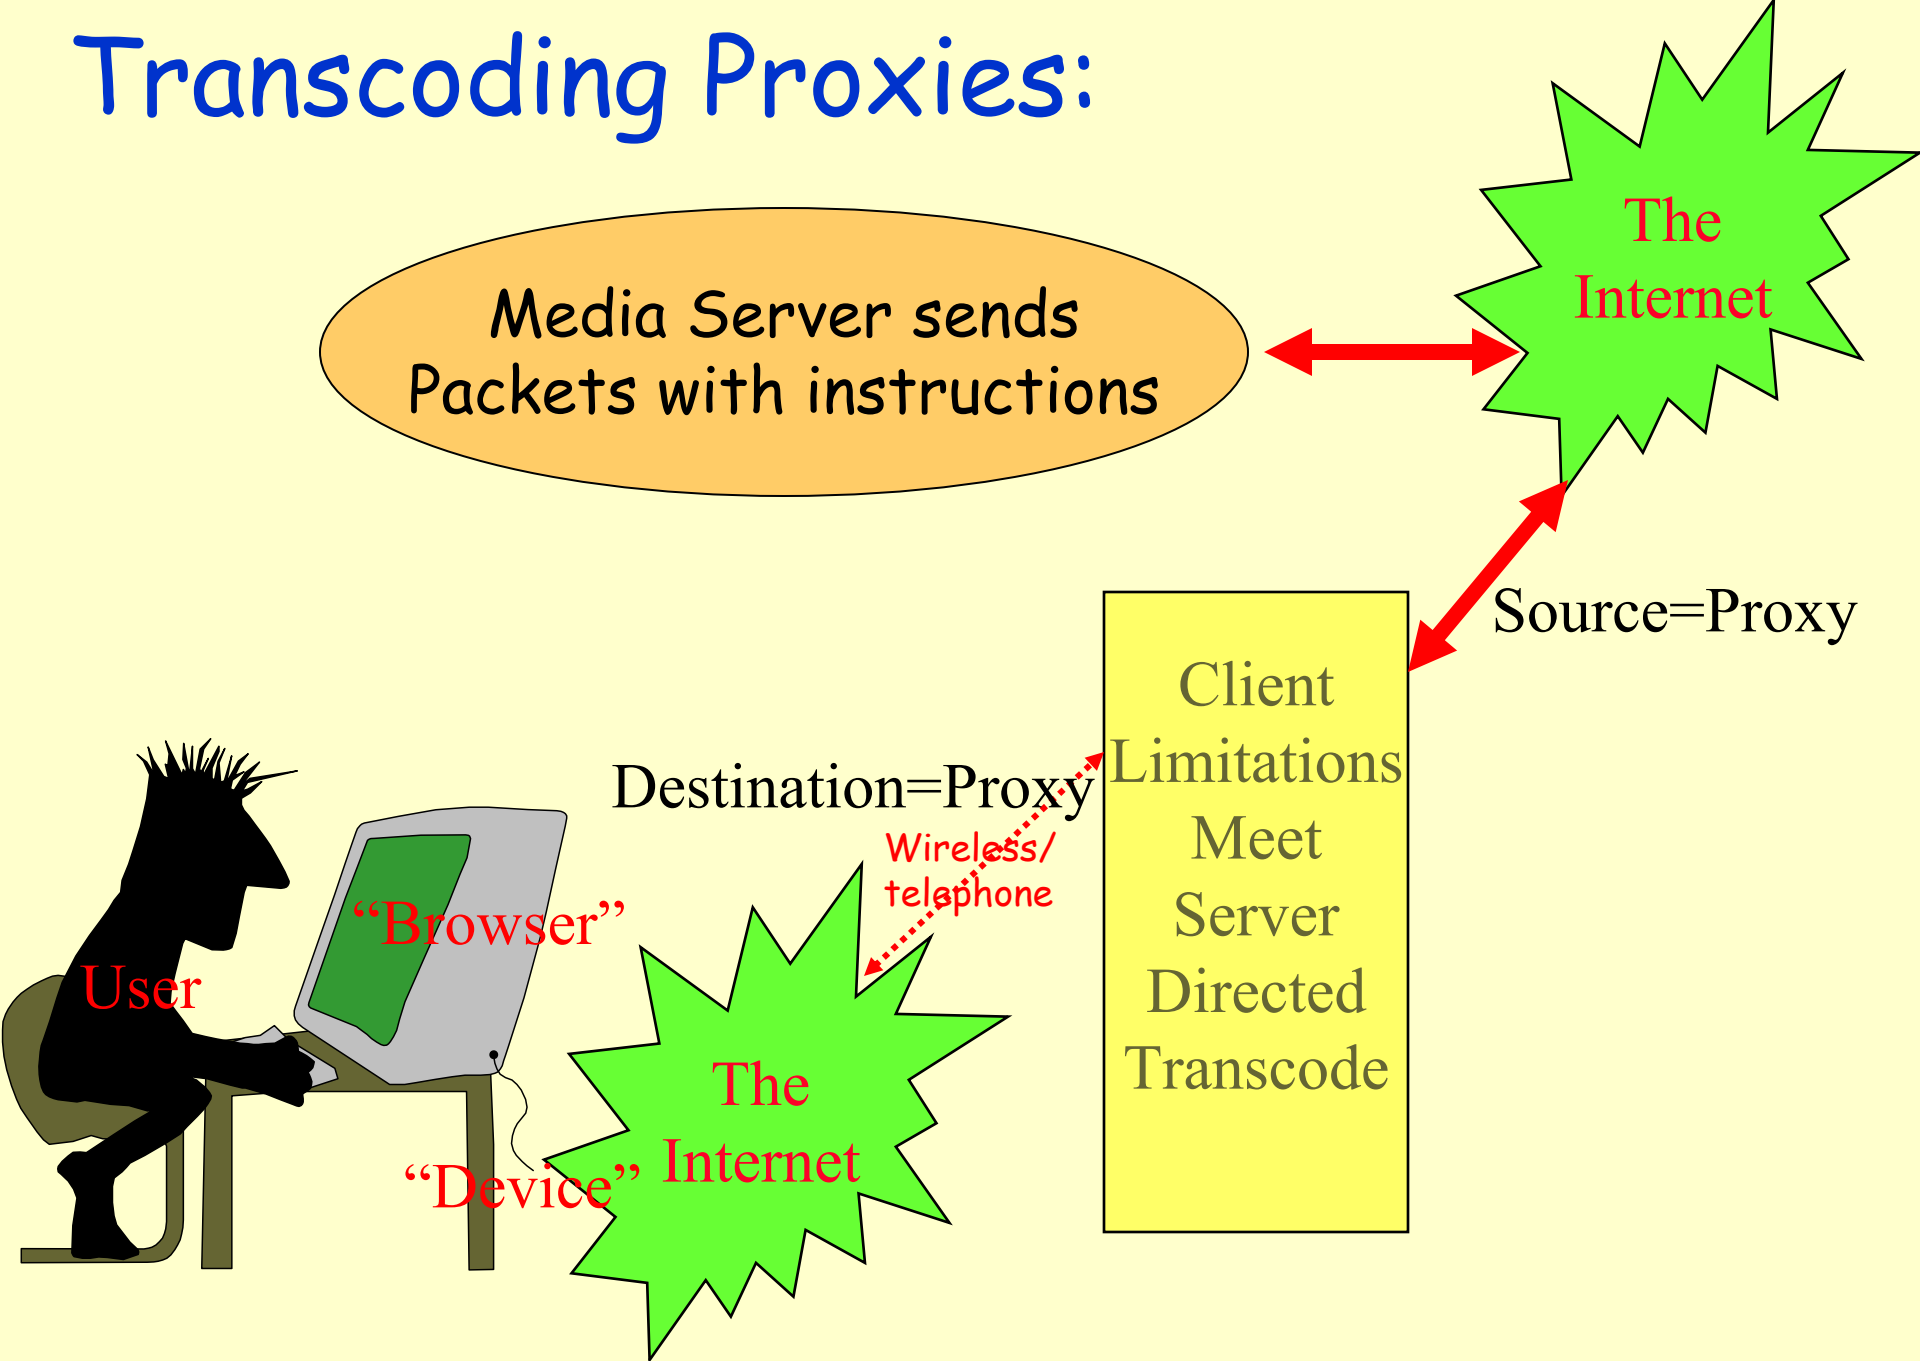 Transcoding Proxies:
The
Internet
Media Server sends
Packets with instructions
Source=Proxy
Client
Limitations
Meet
Server
Directed
Transcode
Destination=Proxy
Wireless/
telephone
“Browser”
User
The
Internet
“Device”